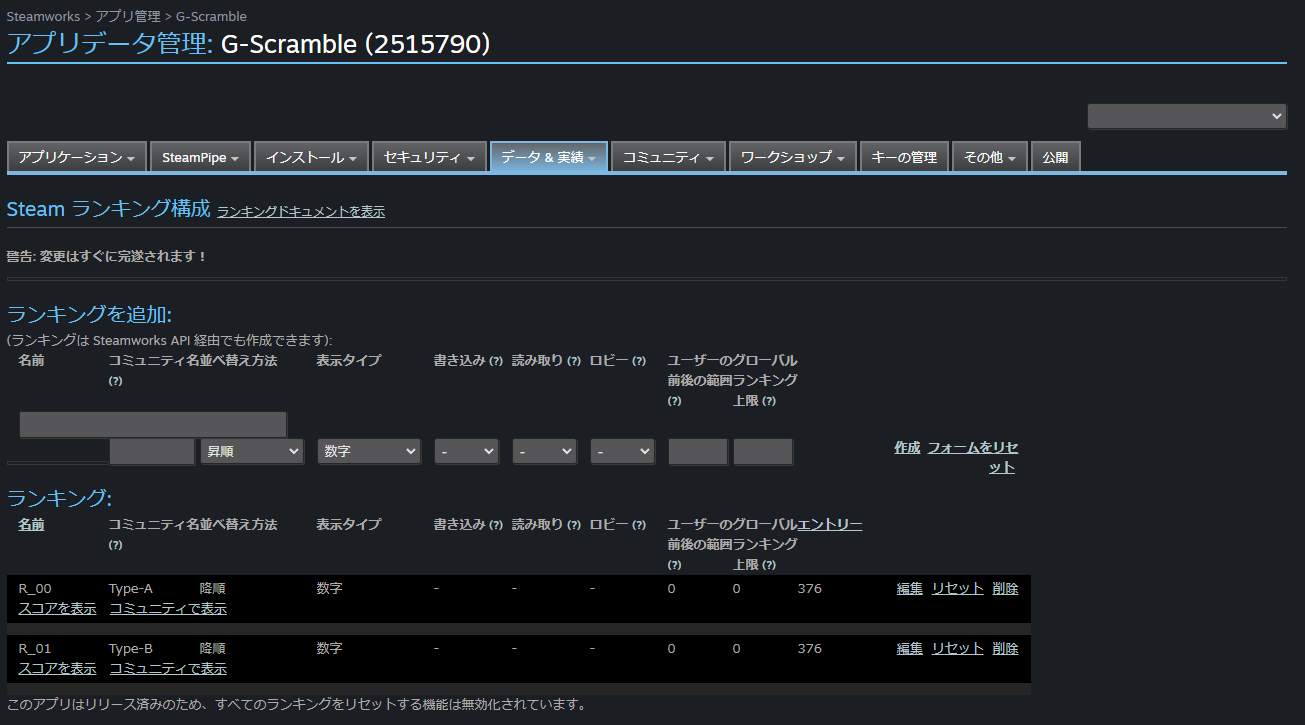 Steamworks > アプリ管理 > G-Scramble
アプリデータ管理: G-Scramble (2515790)
アプリケーション SteamPipe インストール セキュリティ データ & 実績 コミュニティ ワークショップ キーの管理 その他 公開
Steam ランキング構成 ランキングドキュメントを表示
警告: 変更はすぐに完遂されます！
ランキングを追加:
(ランキングは Steamworks API 経由でも作成できます):
名前 コミュニティ名並べ替え方法 表示タイプ 書き込み (?) 読み取り (?) ロビー (?) ユーザーのグローバル
(?) 前後の範囲ランキング
(?) 上限 (?)
昇順 数字 - - - 作成 フォームをリセ
ット
ランキング:
名前 コミュニティ名並べ替え方法 表示タイプ 書き込み (?) 読み取り (?) ロビー (?) ユーザーのグローバルエントリー
(?) 前後の範囲ランキング
(?) 上限 (?)
R_00 Type-A 降順 数字 - - - 0 0 376 編集 リセット 削除
スコアを表示 コミュニティで表示
R_01 Type-B 降順 数字 - - - 0 0 376 編集 リセット 削除
スコアを表示 コミュニティで表示
このアプリはリリース済みのため、すべてのランキングをリセットする機能は無効化されています。